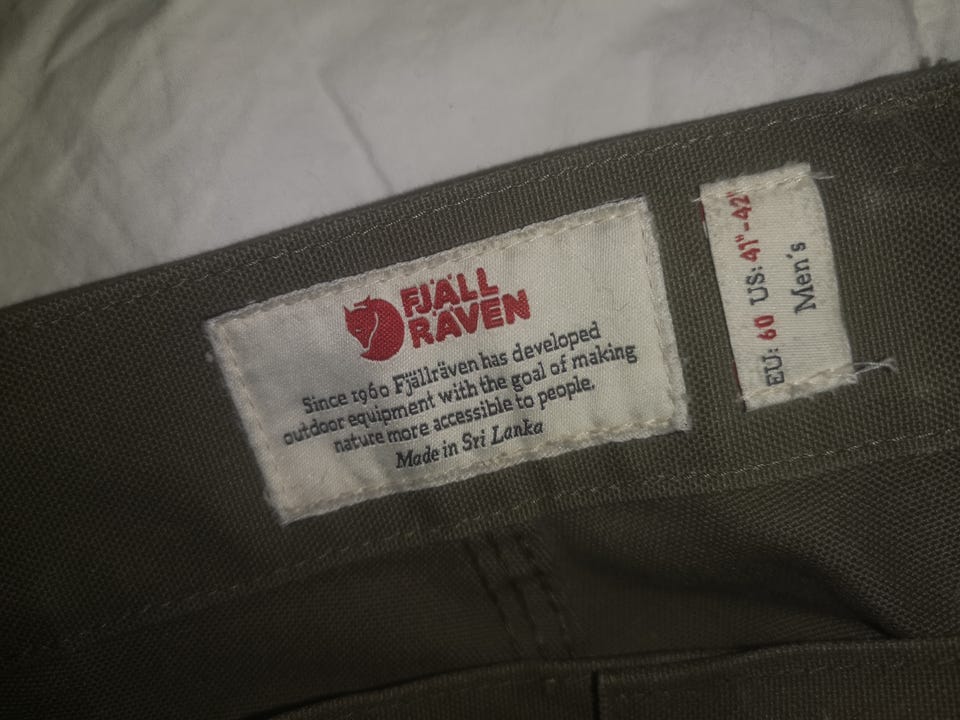 FJÄLL
RÄVEN
Since 1960 Fjällräven has developed
outdoor equipment with the goal of making
nature more accessible to people.
Made in Sri Lanka
EU: 60 US: 41"-42"
Men's